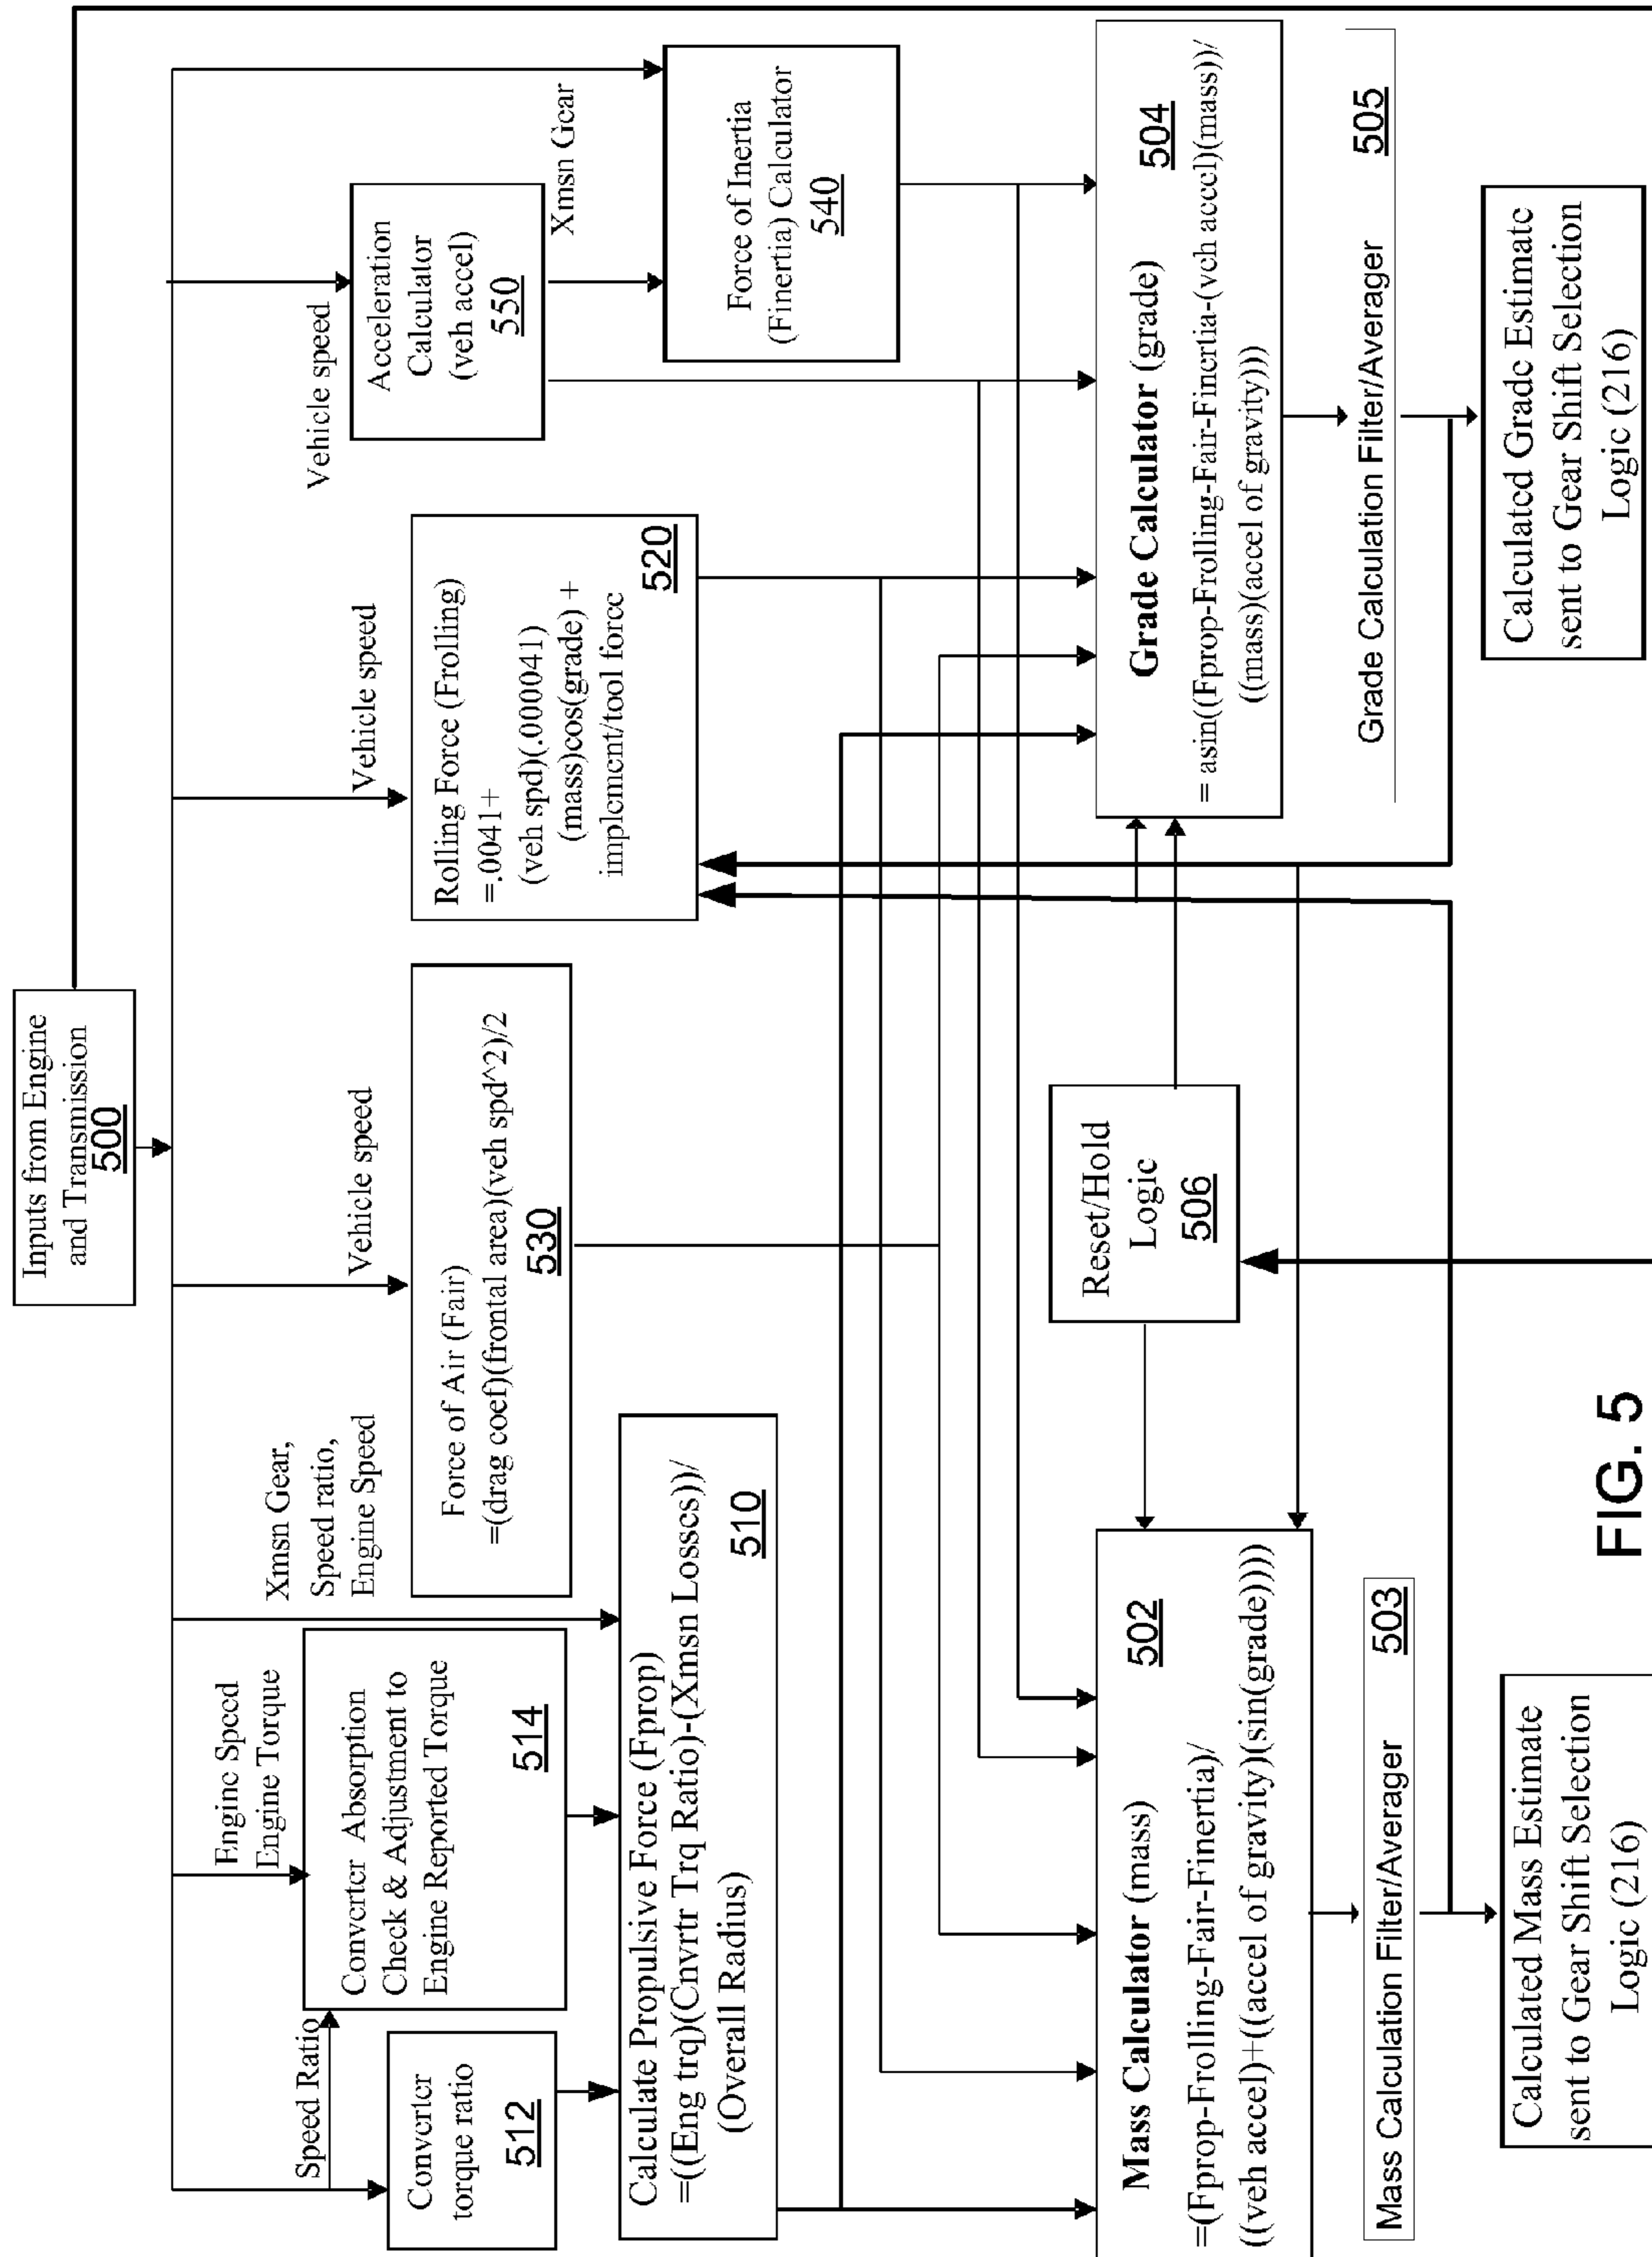 Inputs from Engine
and Transmission
500
Speed Ratio
Engine Speed
Engine Torque
Xmsn Gear,
Speed ratio,
Engine Speed
Vehicle speed
Vehicle speed
Vehicle speed
Xmsn Gear
Converter
torque ratio
512
Converter Absorption
Check & Adjustment to
Engine Reported Torque
514
Force of Air (Fair)
=(drag coef)(frontal area)(veh spd^2)/2
530
Rolling Force (Frolling)
=.0041+
(veh spd)(.000041)
(mass)cos(grade) +
implement/tool force
520
Acceleration
Calculator
(veh accel)
550
Force of Inertia
(Finertia) Calculator
540
Calculate Propulsive Force (Fprop)
=((Eng trq)(Cnvrtr Trq Ratio)-(Xmsn Losses))/
(Overall Radius)
510
Mass Calculator (mass)
502
=(Fprop-Frolling-Fair-Finertia)/
((veh accel)+((accel of gravity)(sin(grade))))
Reset/Hold
Logic
506
Grade Calculator (grade)
504
= asin((Fprop-Frolling-Fair-Finertia-(veh accel)(mass))/
((mass)(accel of gravity)))
Mass Calculation Filter/Averager
503
Grade Calculation Filter/Averager
505
Calculated Mass Estimate
sent to Gear Shift Selection
Logic (216)
Calculated Grade Estimate
sent to Gear Shift Selection
Logic (216)
FIG. 5